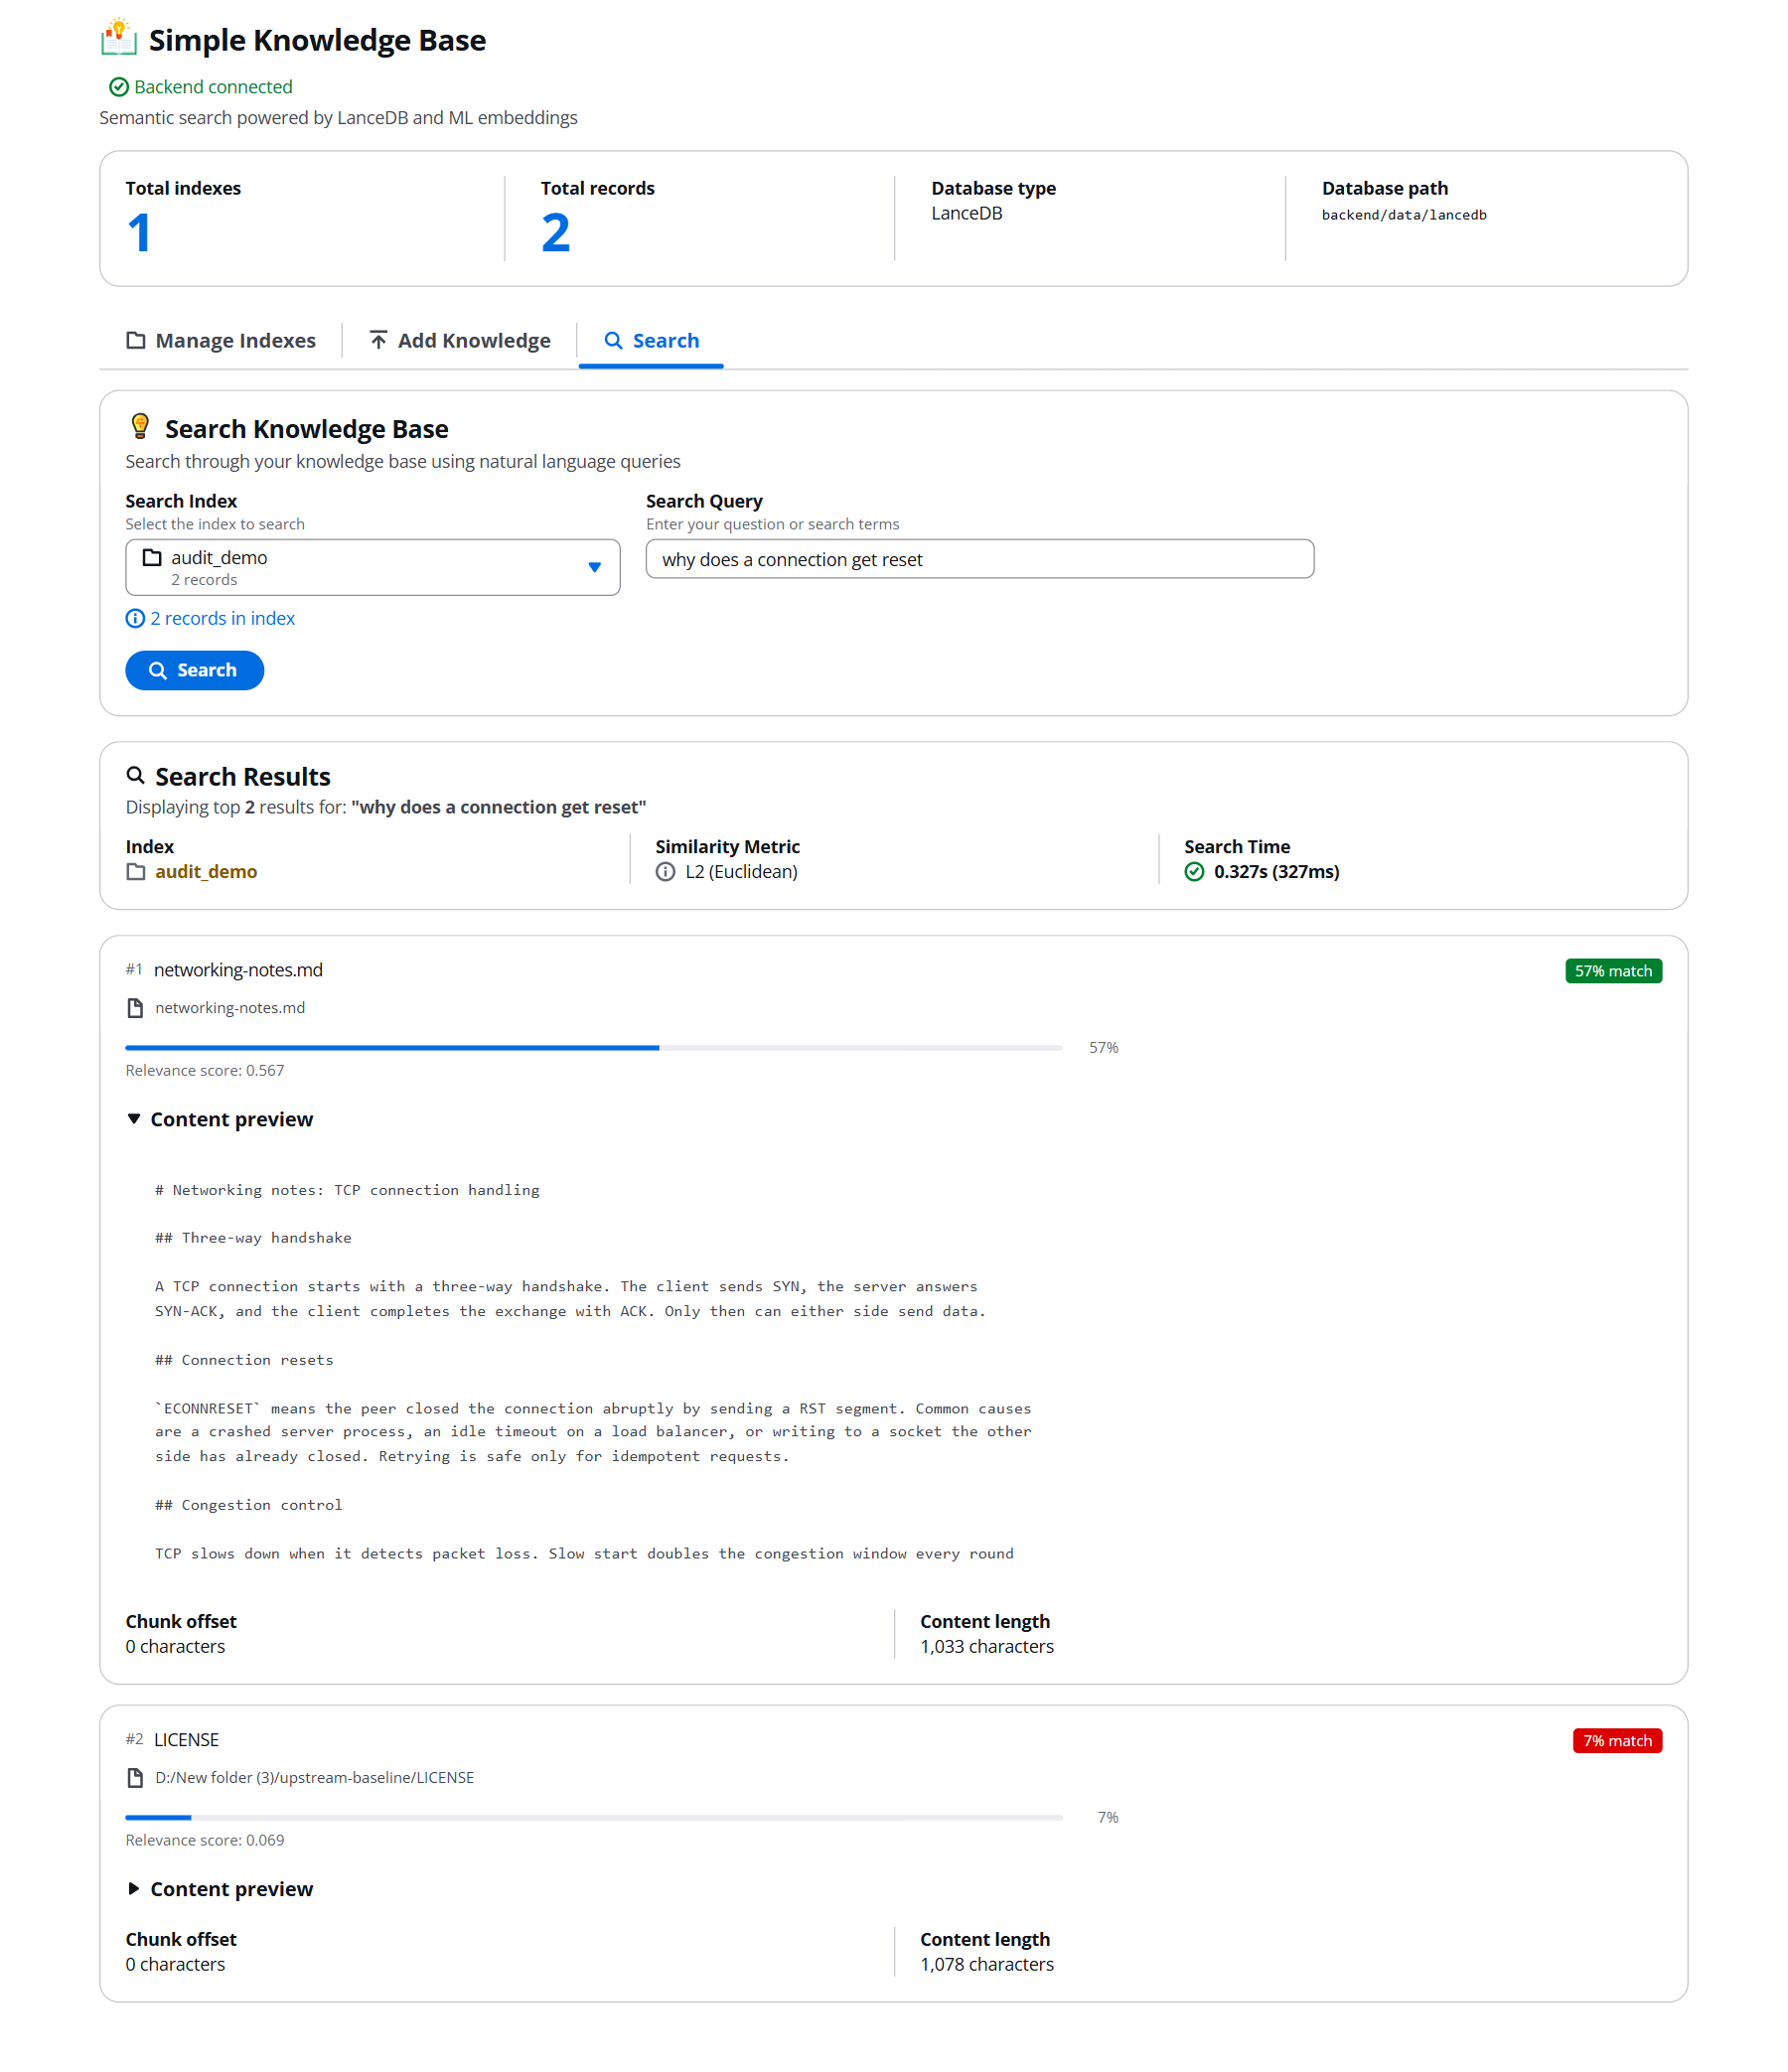 Simple Knowledge Base
Backend connected
Semantic search powered by LanceDB and ML embeddings
Total indexes
1
Total records
2
Database type
LanceDB
Database path
backend/data/lancedb
Manage Indexes
Add Knowledge
Search
Search Knowledge Base
Search through your knowledge base using natural language queries
Search Index
Select the index to search
audit_demo
2 records
2 records in index
Search Query
Enter your question or search terms
why does a connection get reset
Search
Search Results
Displaying top 2 results for: "why does a connection get reset"
Index
audit_demo
Similarity Metric
L2 (Euclidean)
Search Time
0.327s (327ms)
#1 networking-notes.md
57% match
networking-notes.md
57%
Relevance score: 0.567
Content preview
# Networking notes: TCP connection handling
## Three-way handshake
A TCP connection starts with a three-way handshake. The client sends SYN, the server answers
SYN-ACK, and the client completes the exchange with ACK. Only then can either side send data.
## Connection resets
`ECONNRESET` means the peer closed the connection abruptly by sending a RST segment. Common causes
are a crashed server process, an idle timeout on a load balancer, or writing to a socket the other
side has already closed. Retrying is safe only for idempotent requests.
## Congestion control
TCP slows down when it detects packet loss. Slow start doubles the congestion window every round
Chunk offset
0 characters
Content length
1,033 characters
#2 LICENSE
7% match
D:/New folder (3)/upstream-baseline/LICENSE
7%
Relevance score: 0.069
Content preview
Chunk offset
0 characters
Content length
1,078 characters